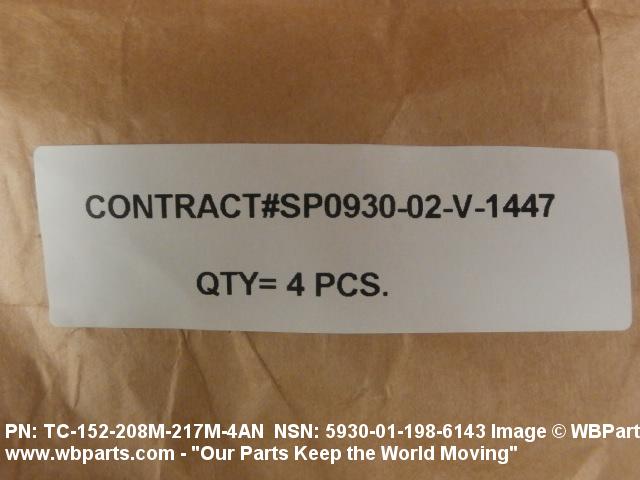 CONTRACT#SP0930-02-V-1447
QTY= 4 PCS.
PN: TC-152-208M-217M-4AN NSN: 5930-01-198-6143 Image © WBPart
www.wbparts.com - "Our Parts Keep the World Moving"